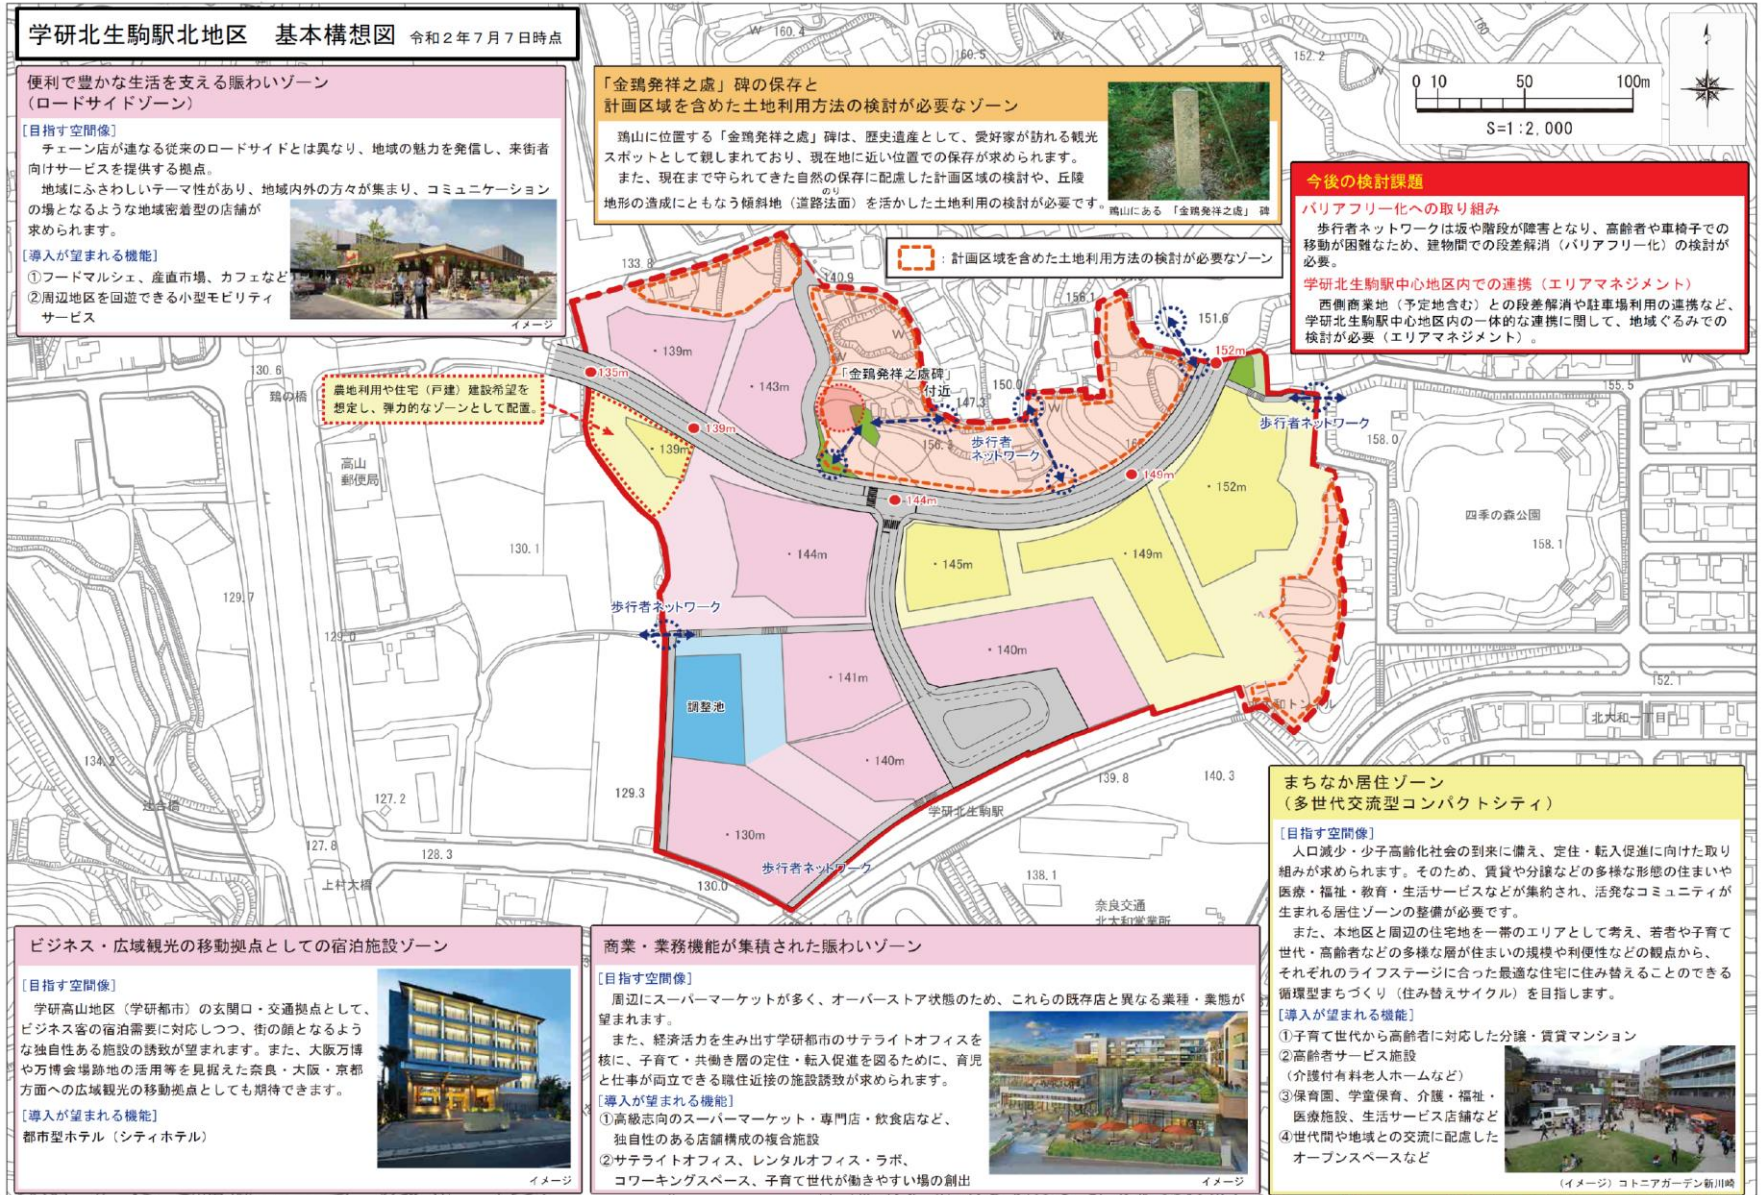 学研北生駒駅北地区　基本構想図 令和２年７月７日時点
便利で豊かな生活を支える賑わいゾーン
（ロードサイドゾーン）
[目指す空間像]
チェーン店が連なる従来のロードサイドとは異なり、地域の魅力を発信し、来街者
向けサービスを提供する拠点。
地域にふさわしいテーマ性があり、地域内外の方々が集まり、コミュニケーション
の場となるような地域密着型の店舗が
求められます。
[導入が望まれる機能]
①フードマルシェ、産直市場、カフェなど
②周辺地区を回遊できる小型モビリティ
サービス
イメージ
「金鵄発祥之處」碑の保存と
計画区域を含めた土地利用方法の検討が必要なゾーン
鵄山に位置する「金鵄発祥之處」碑は、歴史遺産として、愛好家が訪れる観光
スポットとして親しまれており、現在地に近い位置での保存が求められます。
また、現在まで守られてきた自然の保存に配慮した計画区域の検討や、丘陵
のり
地形の造成にともなう傾斜地（道路法面）を活かした土地利用の検討が必要です。
鵄山にある 「金鵄発祥之處」 碑
：計画区域を含めた土地利用方法の検討が必要なゾーン
0 10 50 100m
S=1:2,000
今後の検討課題
バリアフリー化への取り組み
歩行者ネットワークは坂や階段が障害となり、高齢者や車椅子での
移動が困難なため、建物間での段差解消（バリアフリー化）の検討が
必要。
学研北生駒駅中心地区内での連携（エリアマネジメント）
西側商業地（予定地含む）との段差解消や駐車場利用の連携など、
学研北生駒駅中心地区内の一体的な連携に関して、地域ぐるみでの
検討が必要（エリアマネジメント）。
農地利用や住宅（戸建）建設希望を
想定し、弾力的なゾーンとして配置。
160.4
160.5
152.2
133.8
140.9
158.1
151.6
130.6
鵄の橋
135m
・139m
・143m
「金鵄発祥之處碑」
付近
150.0
147.3
152m
155.5
歩行者ネットワーク
158.0
139m
・139m
156.3
歩行者
ネットワーク
149m
144m
高山
郵便局
130.1
・144m
・145m
・149m
・152m
四季の森公園
158.1
129.7
129.0
歩行者ネットワーク
・141m
・140m
調整池
・140m
・130m
129.3
134.2
辻合橋
127.2
127.8
128.3
上村大橋
130.0
歩行者ネットワーク
学研北生駒駅
139.8
140.3
138.1
奈良交通
北大和営業所
152.1
北大和一丁目
ビジネス・広域観光の移動拠点としての宿泊施設ゾーン
[目指す空間像]
学研高山地区（学研都市）の玄関口・交通拠点として、
ビジネス客の宿泊需要に対応しつつ、街の顔となるよう
な独自性ある施設の誘致が望まれます。また、大阪万博
や万博会場跡地の活用等を見据えた奈良・大阪・京都
方面への広域観光の移動拠点としても期待できます。
[導入が望まれる機能]
都市型ホテル（シティホテル）
イメージ
商業・業務機能が集積された賑わいゾーン
[目指す空間像]
周辺にスーパーマーケットが多く、オーバーストア状態のため、これらの既存店と異なる業種・業態が
望まれます。
また、経済活力を生み出す学研都市のサテライトオフィスを
核に、子育て・共働き層の定住・転入促進を図るために、育児
と仕事が両立できる職住近接の施設誘致が求められます。
[導入が望まれる機能]
①高級志向のスーパーマーケット・専門店・飲食店など、
独自性のある店舗構成の複合施設
②サテライトオフィス、レンタルオフィス・ラボ、
コワーキングスペース、子育て世代が働きやすい場の創出
イメージ
まちなか居住ゾーン
（多世代交流型コンパクトシティ）
[目指す空間像]
人口減少・少子高齢化社会の到来に備え、定住・転入促進に向けた取り
組みが求められます。そのため、賃貸や分譲などの多様な形態の住まいや
医療・福祉・教育・生活サービスなどが集約され、活発なコミュニティが
生まれる居住ゾーンの整備が必要です。
また、本地区と周辺の住宅地を一帯のエリアとして考え、若者や子育て
世代・高齢者などの多様な層が住まいの規模や利便性などの観点から、
それぞれのライフステージに合った最適な住宅に住み替えることのできる
循環型まちづくり（住み替えサイクル）を目指します。
[導入が望まれる機能]
①子育て世代から高齢者に対応した分譲・賃貸マンション
②高齢者サービス施設
（介護付有料老人ホームなど）
③保育園、学童保育、介護・福祉・
医療施設、生活サービス店舗など
④世代間や地域との交流に配慮した
オープンスペースなど
（イメージ）コトニアガーデン新川崎